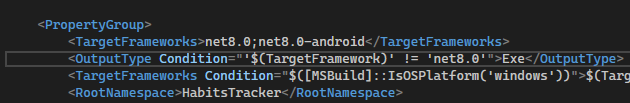 <PropertyGroup>
<TargetFrameworks>net8.0;net8.0-android</TargetFrameworks>
<OutputType Condition="'$(TargetFramework)' != 'net8.0'">Exe</OutputType>
<TargetFrameworks Condition="$([MSBuild]::IsOSPlatform('windows'))">$(Targ
<RootNamespace>HabitsTracker</RootNamespace>